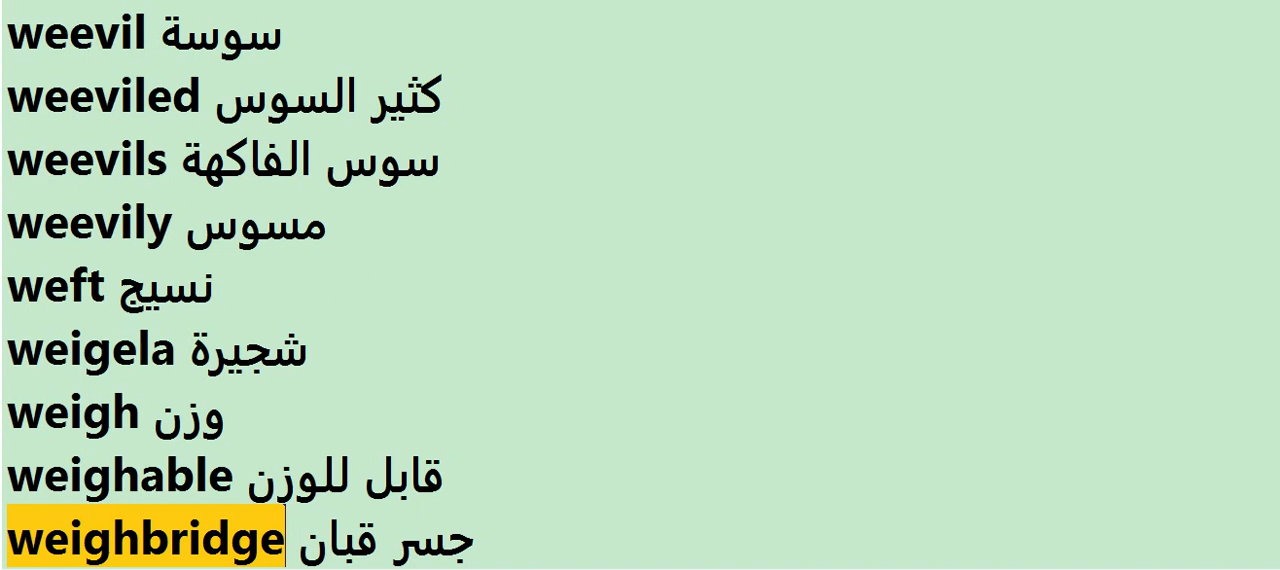 weevil سوسة
weeviled كثير السوس
weevils سوس الفاكهة
weevily مسوس
weft نسيج
weigela شجيرة
weigh وزن
weighable قابل للوزن
weighbridge جسر قبان